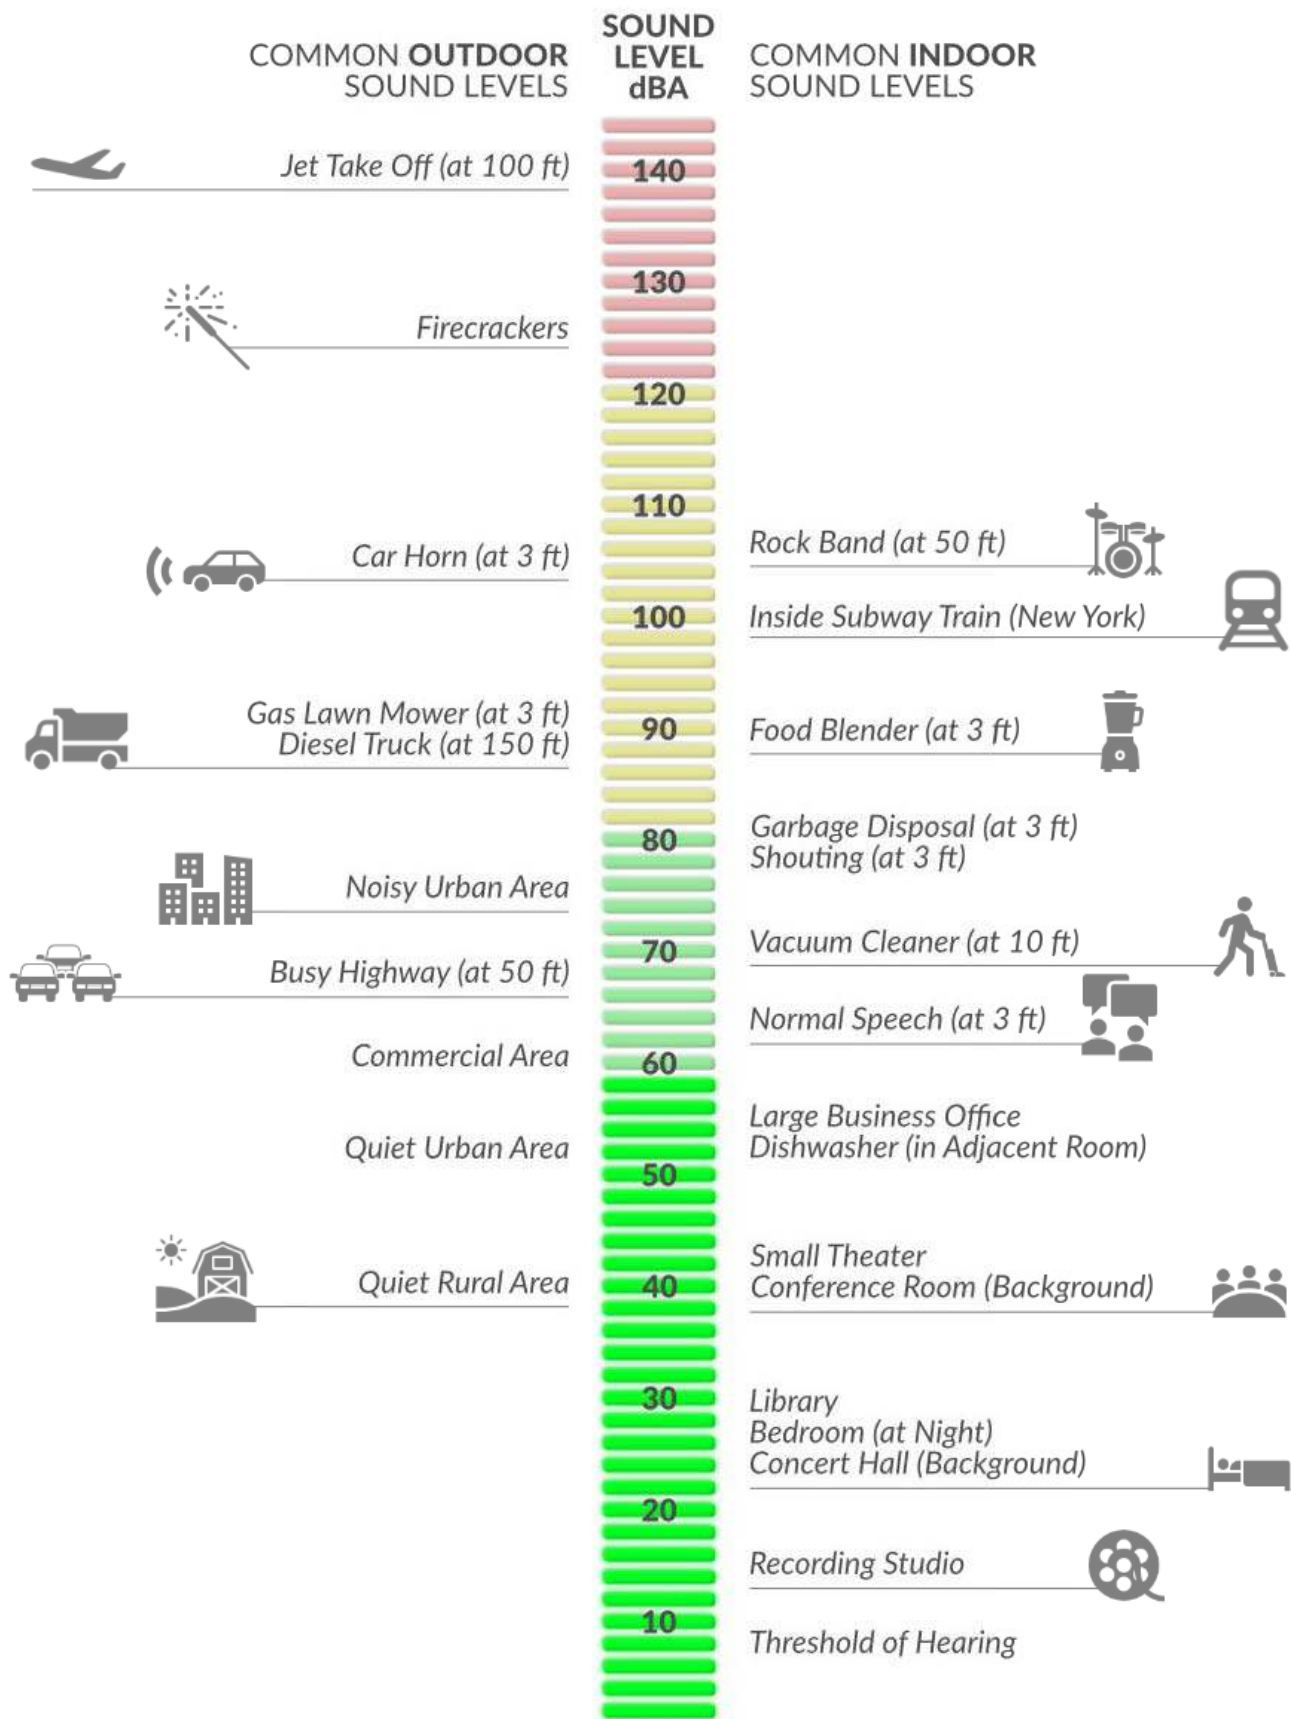 COMMON OUTDOOR
SOUND LEVELS
SOUND
LEVEL
dBA
COMMON INDOOR
SOUND LEVELS
Jet Take Off (at 100 ft)
140
130
Firecrackers
120
110
Rock Band (at 50 ft)
Car Horn (at 3 ft)
100
Inside Subway Train (New York)
Gas Lawn Mower (at 3 ft)
Diesel Truck (at 150 ft)
90
Food Blender (at 3 ft)
80
Garbage Disposal (at 3 ft)
Shouting (at 3 ft)
Noisy Urban Area
70
Vacuum Cleaner (at 10 ft)
Busy Highway (at 50 ft)
Normal Speech (at 3 ft)
Commercial Area
60
Large Business Office
Dishwasher (in Adjacent Room)
Quiet Urban Area
50
Small Theater
Conference Room (Background)
Quiet Rural Area
40
30
Library
Bedroom (at Night)
Concert Hall (Background)
20
Recording Studio
10
Threshold of Hearing